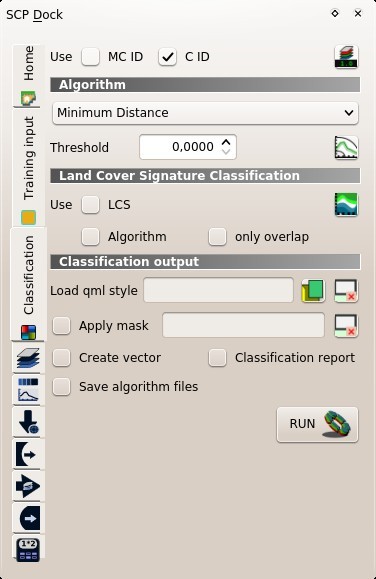 SCP Dock
Home
Training input
Classification
Use MC ID C ID
Algorithm
Minimum Distance
Threshold 0,0000
Land Cover Signature Classification
Use LCS
Algorithm only overlap
Classification output
Load qml style
Apply mask
Create vector Classification report
Save algorithm files
RUN
1*2